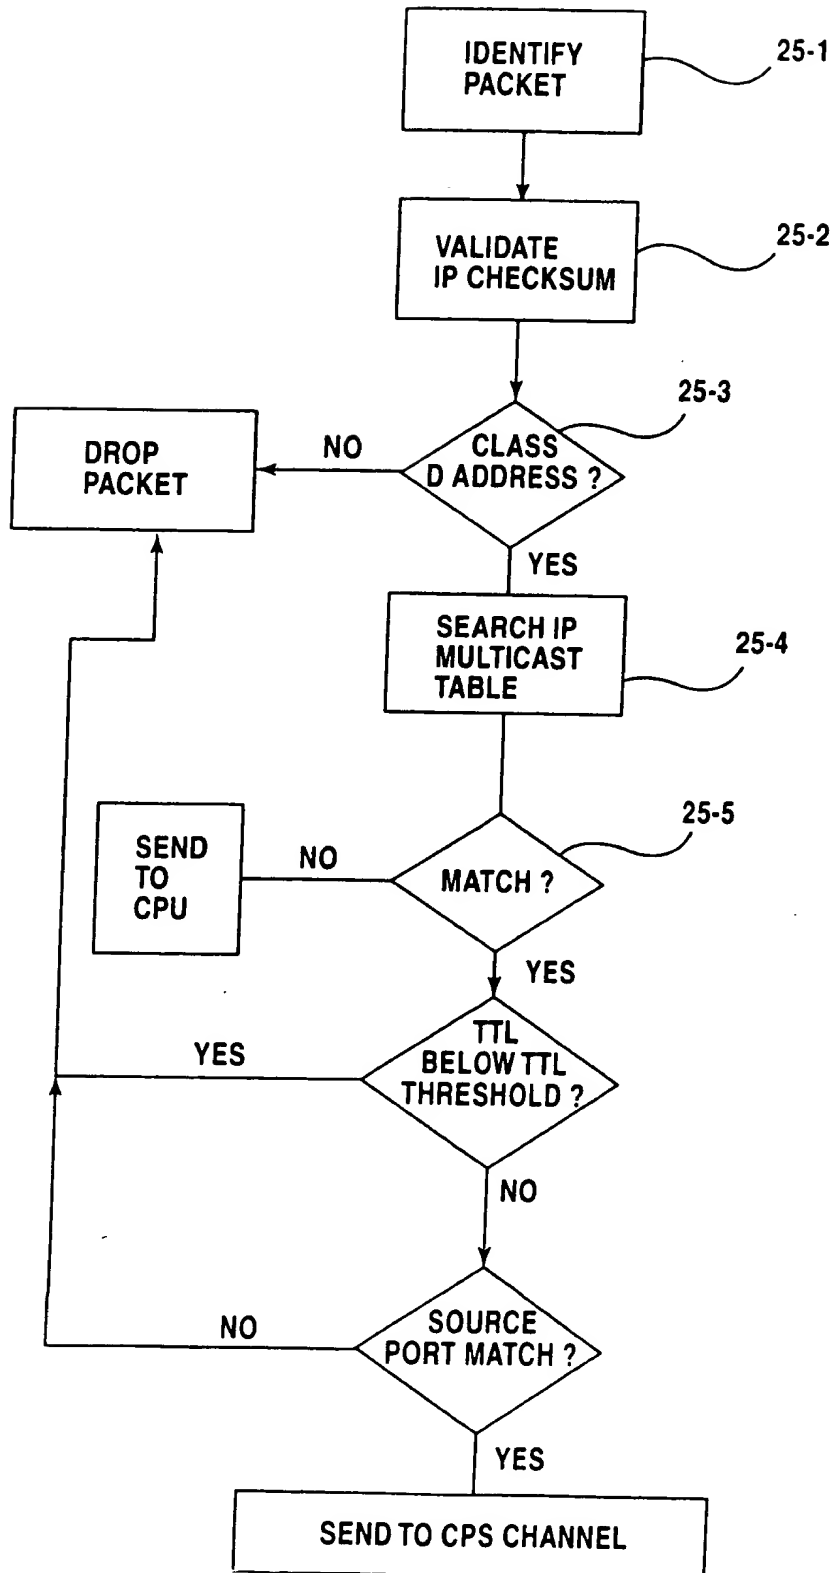 IDENTIFY
PACKET
25-1
VALIDATE
IP CHECKSUM
25-2
25-3
CLASS
D ADDRESS ?
NO
DROP
PACKET
YES
SEARCH IP
MULTICAST
TABLE
25-4
25-5
MATCH ?
NO
SEND
TO
CPU
YES
TTL
BELOW TTL
THRESHOLD ?
YES
NO
SOURCE
PORT MATCH ?
NO
YES
SEND TO CPS CHANNEL